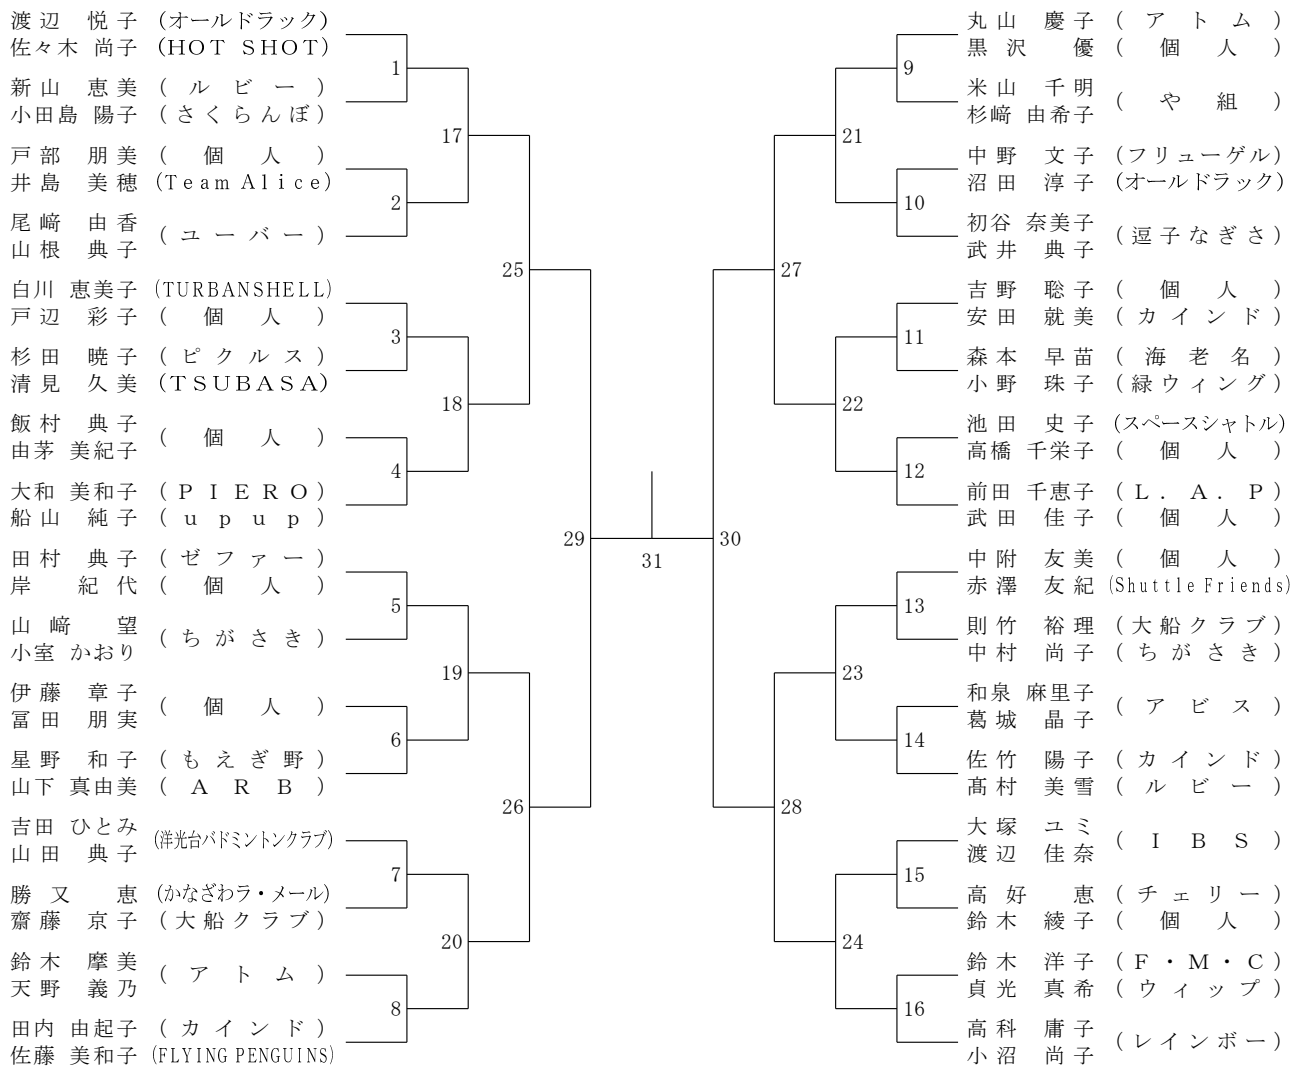 渡辺 悦子 (オールドラック)
佐々木 尚子 (HOT SHOT)
1
新山 恵美 (ルビー)
小田島 陽子 (さくらんぼ)
17
戸部 朋美 (個人)
井島 美穂 (Team Alice)
2
尾﨑 由香
山根 典子 (ユーバー)
25
白川 恵美子 (TURBANSHELL)
戸辺 彩子 (個人)
3
杉田 暁子 (ピクルス)
清見 久美 (TSUBASA)
18
飯村 典子
由茅 美紀子 (個人)
4
大和 美和子 (PIERO)
船山 純子 (upup)
29
田村 典子 (ゼファー)
岸 紀代 (個人)
5
山﨑 望
小室 かおり (ちがさき)
19
伊藤 章子
冨田 朋実 (個人)
6
星野 和子 (もえぎ野)
山下 真由美 (ARB)
26
吉田 ひとみ
山田 典子 (洋光台バドミントンクラブ)
7
勝又 恵 (かなざわラ・メール)
齋藤 京子 (大船クラブ)
20
鈴木 摩美
天野 義乃 (アトム)
8
田内 由起子 (カインド)
佐藤 美和子 (FLYING PENGUINS)
31
丸山 慶子 (アトム)
黒沢 優 (個人)
9
米山 千明
杉﨑 由希子 (や組)
21
中野 文子 (フリューゲル)
沼田 淳子 (オールドラック)
10
初谷 奈美子
武井 典子 (逗子なぎさ)
27
吉野 聡子 (個人)
安田 就美 (カインド)
11
森本 早苗 (海老名)
小野 珠子 (緑ウィング)
22
池田 史子 (スペースシャトル)
高橋 千栄子 (個人)
12
前田 千恵子 (L.A.P)
武田 佳子 (個人)
30
中附 友美 (個人)
赤澤 友紀 (Shuttle Friends)
13
則竹 裕理 (大船クラブ)
中村 尚子 (ちがさき)
23
和泉 麻里子
葛城 晶子 (アビス)
14
佐竹 陽子 (カインド)
髙村 美雪 (ルビー)
28
大塚 ユミ
渡辺 佳奈 (IBS)
15
高好 恵 (チェリー)
鈴木 綾子 (個人)
24
鈴木 洋子 (F・M・C)
貞光 真希 (ウィップ)
16
高科 庸子
小沼 尚子 (レインボー)